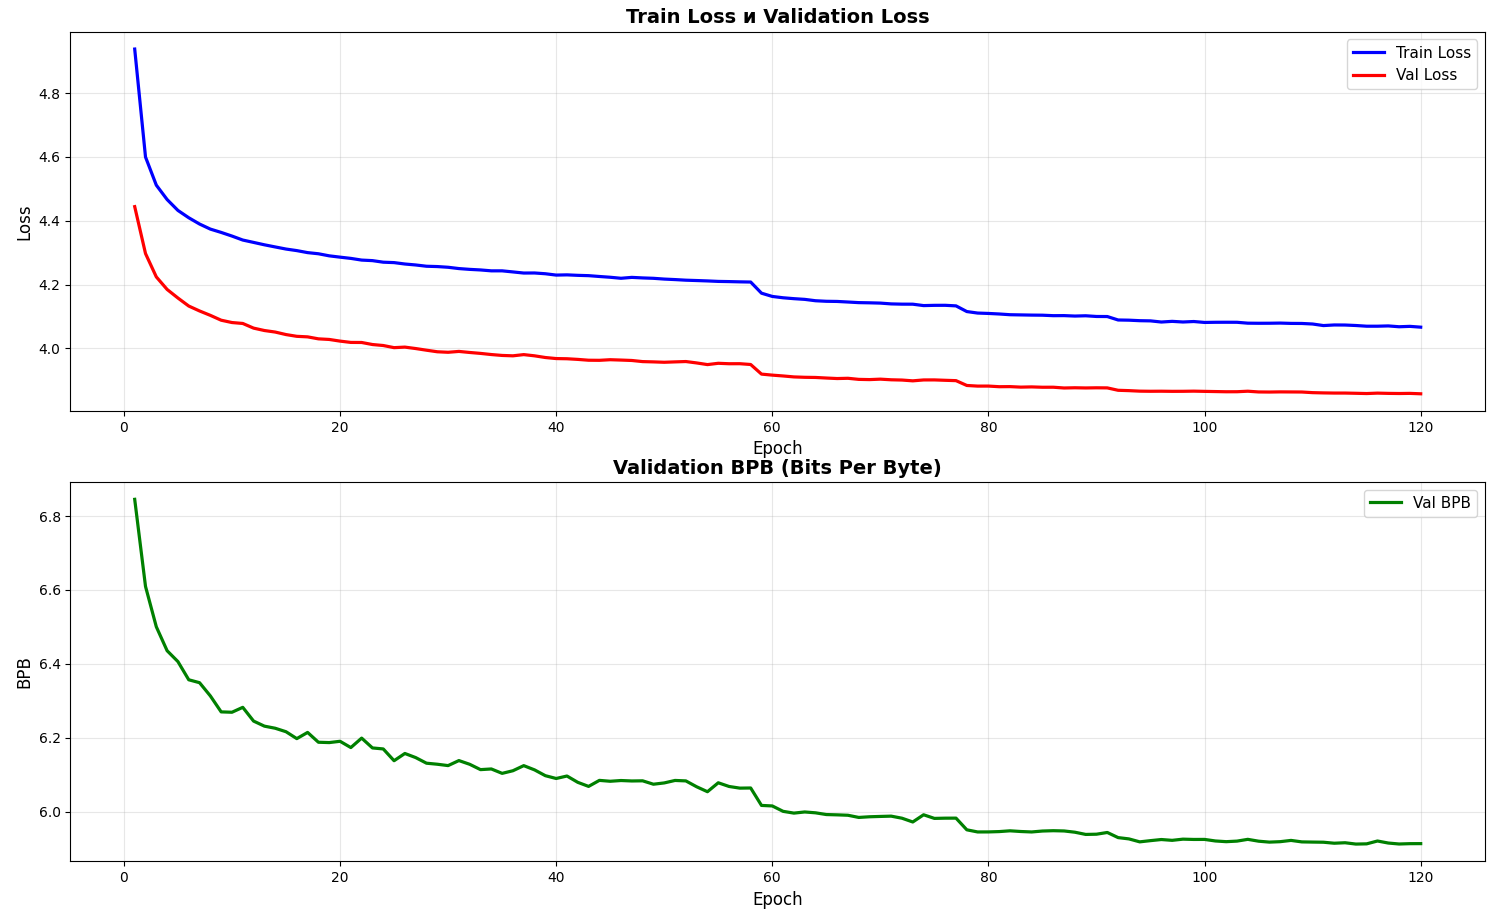 Train Loss и Validation Loss
Train Loss
Val Loss
Loss
4.8
4.6
4.4
4.2
4.0
0 20 40 60 80 100 120
Epoch
Validation BPB (Bits Per Byte)
Val BPB
BPB
6.8
6.6
6.4
6.2
6.0
0 20 40 60 80 100 120
Epoch